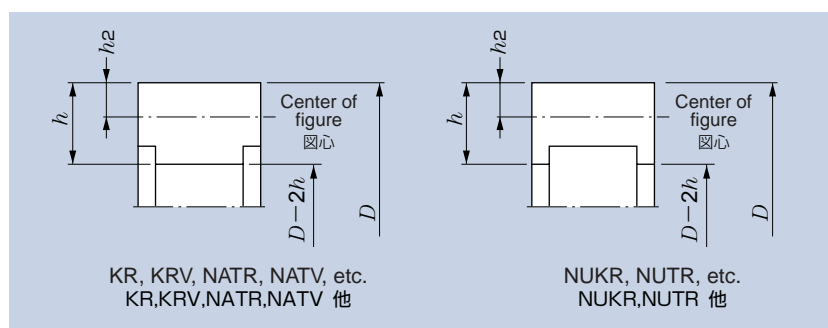 h2
h
Center of
figure
図心
D−2h
D
KR, KRV, NATR, NATV, etc.
KR,KRV,NATR,NATV 他
h2
h
Center of
figure
図心
D−2h
D
NUKR, NUTR, etc.
NUKR,NUTR 他